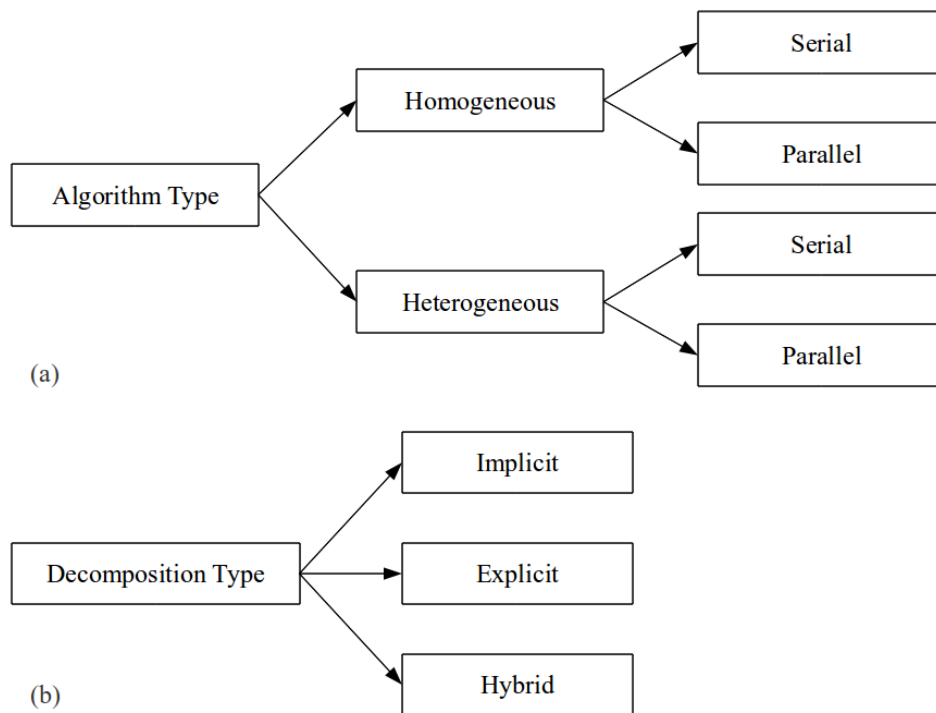 Serial
Homogeneous
Parallel
Algorithm Type
Serial
Heterogeneous
Parallel
(a)
Implicit
Decomposition Type
Explicit
Hybrid
(b)